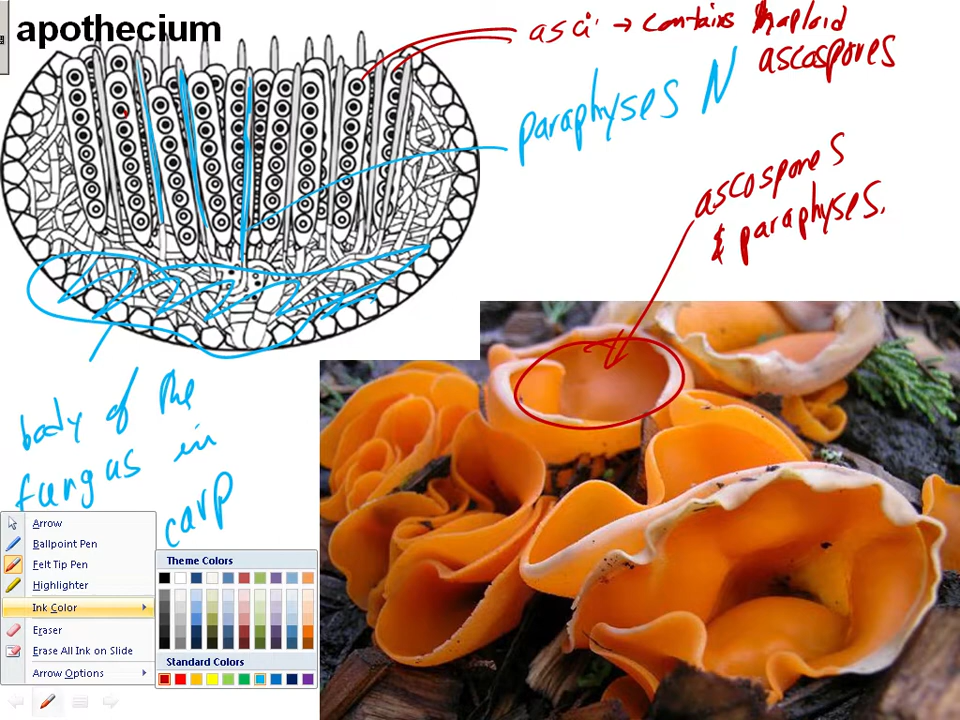 apothecium
asci → contains haploid
ascospores
paraphyses N
ascospores
& paraphyses.
body of the
fungus in
carp
Arrow
Ballpoint Pen
Felt Tip Pen
Highlighter
Ink Color
Eraser
Erase All Ink on Slide
Arrow Options
Theme Colors
Standard Colors